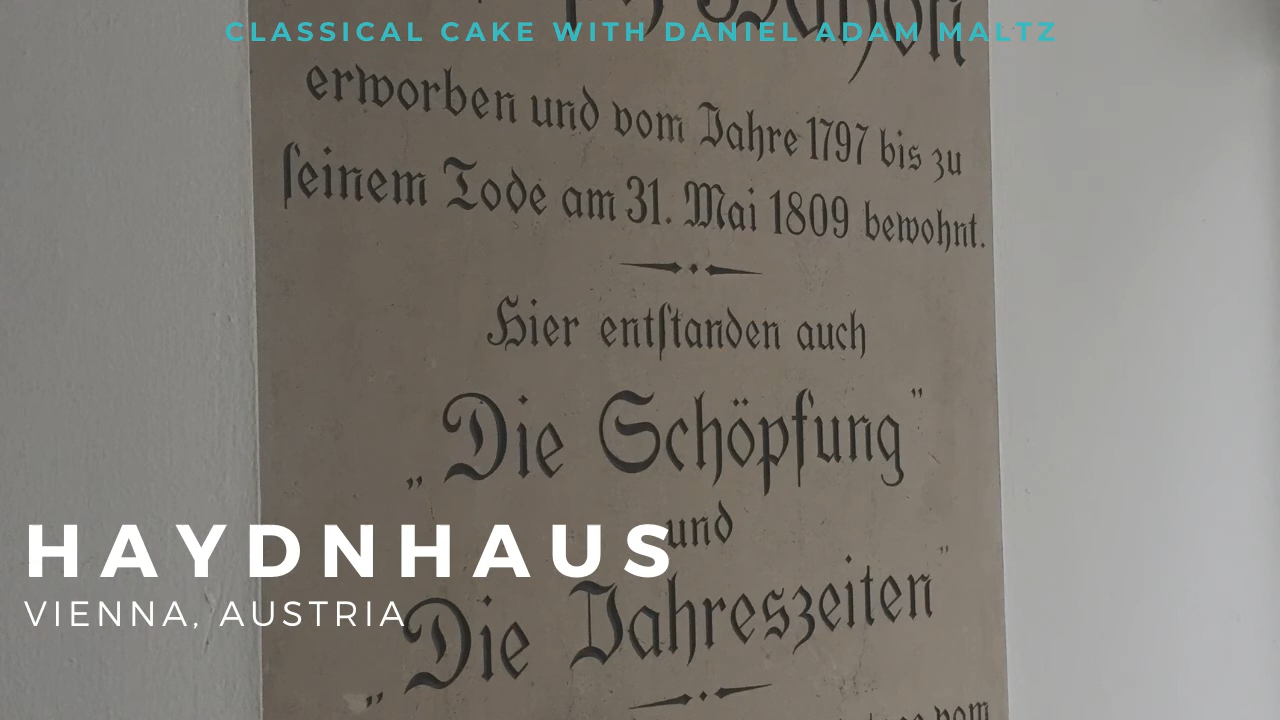 CLASSICAL CAKE WITH DANIEL ADAM MALTZ
erworben und vom Jahre 1797 bis zu
seinem Tode am 31. Mai 1809 bewohnt.
Hier entstanden auch
„Die Schöpfung"
und
„Die Jahreszeiten"
vom
HAYDNHAUS
VIENNA, AUSTRIA